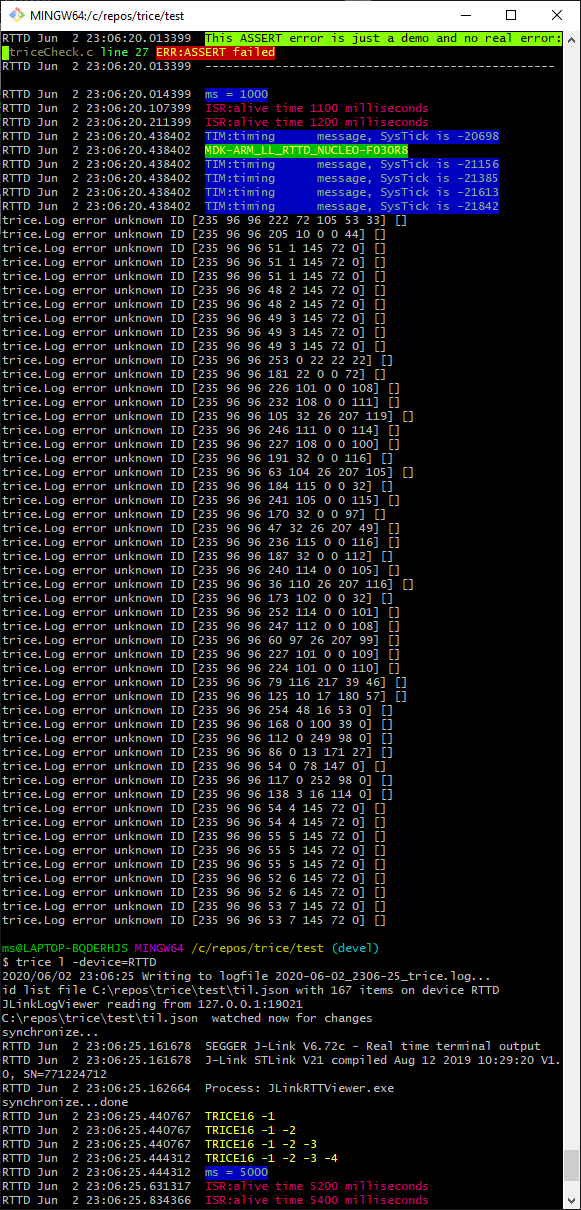 MINGW64:/c/repos/trice/test
RTTD Jun  2 23:06:20.013399  This ASSERT error is just a demo and no real error:
triceCheck.c line 27 ERR:ASSERT failed
RTTD Jun  2 23:06:20.013399  --------------------------------------------------
RTTD Jun  2 23:06:20.014399  ms = 1000
RTTD Jun  2 23:06:20.107399  ISR:alive time 1100 milliseconds
RTTD Jun  2 23:06:20.211399  ISR:alive time 1200 milliseconds
RTTD Jun  2 23:06:20.438402  TIM:timing      message, SysTick is -20698
RTTD Jun  2 23:06:20.438402  MDK-ARM_LL_RTTD_NUCLEO-F030R8
RTTD Jun  2 23:06:20.438402  TIM:timing      message, SysTick is -21156
RTTD Jun  2 23:06:20.438402  TIM:timing      message, SysTick is -21385
RTTD Jun  2 23:06:20.438402  TIM:timing      message, SysTick is -21613
RTTD Jun  2 23:06:20.438402  TIM:timing      message, SysTick is -21842
trice.Log error unknown ID [235 96 96 222 72 105 53 33] []
trice.Log error unknown ID [235 96 96 205 10 0 0 44] []
trice.Log error unknown ID [235 96 96 51 1 145 72 0] []
trice.Log error unknown ID [235 96 96 51 1 145 72 0] []
trice.Log error unknown ID [235 96 96 51 1 145 72 0] []
trice.Log error unknown ID [235 96 96 48 2 145 72 0] []
trice.Log error unknown ID [235 96 96 48 2 145 72 0] []
trice.Log error unknown ID [235 96 96 49 3 145 72 0] []
trice.Log error unknown ID [235 96 96 49 3 145 72 0] []
trice.Log error unknown ID [235 96 96 49 3 145 72 0] []
trice.Log error unknown ID [235 96 96 253 0 22 22 22] []
trice.Log error unknown ID [235 96 96 181 22 0 0 72] []
trice.Log error unknown ID [235 96 96 226 101 0 0 108] []
trice.Log error unknown ID [235 96 96 232 108 0 0 111] []
trice.Log error unknown ID [235 96 96 105 32 26 207 119] []
trice.Log error unknown ID [235 96 96 246 111 0 0 114] []
trice.Log error unknown ID [235 96 96 227 108 0 0 100] []
trice.Log error unknown ID [235 96 96 191 32 0 0 116] []
trice.Log error unknown ID [235 96 96 63 104 26 207 105] []
trice.Log error unknown ID [235 96 96 184 115 0 0 32] []
trice.Log error unknown ID [235 96 96 241 105 0 0 115] []
trice.Log error unknown ID [235 96 96 170 32 0 0 97] []
trice.Log error unknown ID [235 96 96 47 32 26 207 49] []
trice.Log error unknown ID [235 96 96 236 115 0 0 116] []
trice.Log error unknown ID [235 96 96 187 32 0 0 112] []
trice.Log error unknown ID [235 96 96 240 114 0 0 105] []
trice.Log error unknown ID [235 96 96 36 110 26 207 116] []
trice.Log error unknown ID [235 96 96 173 102 0 0 32] []
trice.Log error unknown ID [235 96 96 252 114 0 0 101] []
trice.Log error unknown ID [235 96 96 247 112 0 0 108] []
trice.Log error unknown ID [235 96 96 60 97 26 207 99] []
trice.Log error unknown ID [235 96 96 227 101 0 0 109] []
trice.Log error unknown ID [235 96 96 224 101 0 0 110] []
trice.Log error unknown ID [235 96 96 79 116 217 39 46] []
trice.Log error unknown ID [235 96 96 125 10 17 180 57] []
trice.Log error unknown ID [235 96 96 254 48 16 53 0] []
trice.Log error unknown ID [235 96 96 168 0 100 39 0] []
trice.Log error unknown ID [235 96 96 112 0 249 98 0] []
trice.Log error unknown ID [235 96 96 86 0 13 171 27] []
trice.Log error unknown ID [235 96 96 54 0 78 147 0] []
trice.Log error unknown ID [235 96 96 117 0 252 98 0] []
trice.Log error unknown ID [235 96 96 138 3 16 114 0] []
trice.Log error unknown ID [235 96 96 54 4 145 72 0] []
trice.Log error unknown ID [235 96 96 54 4 145 72 0] []
trice.Log error unknown ID [235 96 96 55 5 145 72 0] []
trice.Log error unknown ID [235 96 96 55 5 145 72 0] []
trice.Log error unknown ID [235 96 96 55 5 145 72 0] []
trice.Log error unknown ID [235 96 96 52 6 145 72 0] []
trice.Log error unknown ID [235 96 96 52 6 145 72 0] []
trice.Log error unknown ID [235 96 96 53 7 145 72 0] []
trice.Log error unknown ID [235 96 96 53 7 145 72 0] []
ms@LAPTOP-BQDERHJS MINGW64 /c/repos/trice/test (devel)
$ trice l -device=RTTD
2020/06/02 23:06:25 Writing to logfile 2020-06-02_2306-25_trice.log...
id list file C:\repos\trice\test\til.json with 167 items on device RTTD
JLinkLogViewer reading from 127.0.0.1:19021
C:\repos\trice\test\til.json  watched now for changes
synchronize...
RTTD Jun  2 23:06:25.161678  SEGGER J-Link V6.72c - Real time terminal output
RTTD Jun  2 23:06:25.161678  J-Link STLink V21 compiled Aug 12 2019 10:29:20 V1.
0, SN=771224712
RTTD Jun  2 23:06:25.162664  Process: JLinkRTTViewer.exe
synchronize...done
RTTD Jun  2 23:06:25.440767  TRICE16 -1
RTTD Jun  2 23:06:25.440767  TRICE16 -1 -2
RTTD Jun  2 23:06:25.440767  TRICE16 -1 -2 -3
RTTD Jun  2 23:06:25.444312  TRICE16 -1 -2 -3 -4
RTTD Jun  2 23:06:25.444312  ms = 5000
RTTD Jun  2 23:06:25.631317  ISR:alive time 5200 milliseconds
RTTD Jun  2 23:06:25.834366  ISR:alive time 5400 milliseconds